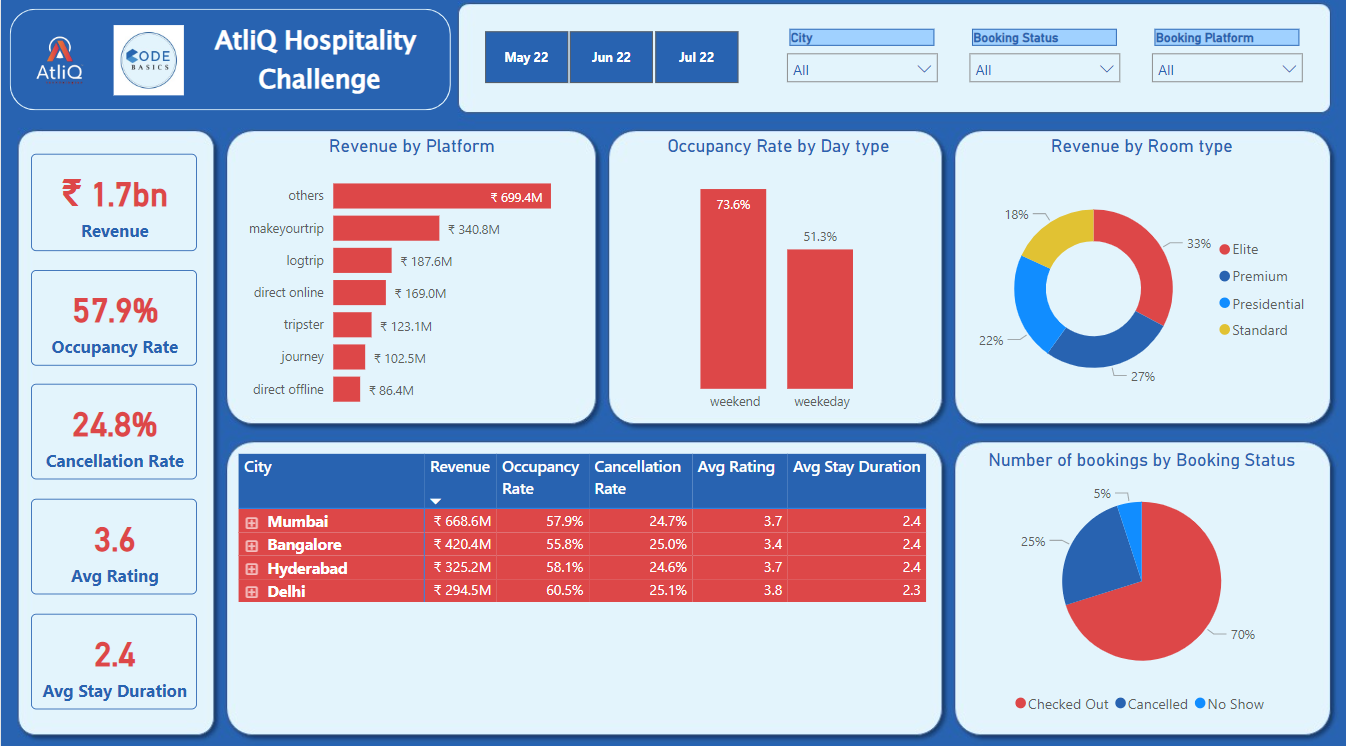 AtliQ
CODE
BASICS
AtliQ Hospitality
Challenge
May 22
Jun 22
Jul 22
City
All
Booking Status
All
Booking Platform
All
₹ 1.7bn
Revenue
57.9%
Occupancy Rate
24.8%
Cancellation Rate
3.6
Avg Rating
2.4
Avg Stay Duration
Revenue by Platform
others ₹ 699.4M
makeyourtrip ₹ 340.8M
logtrip ₹ 187.6M
direct online ₹ 169.0M
tripster ₹ 123.1M
journey ₹ 102.5M
direct offline ₹ 86.4M
Occupancy Rate by Day type
73.6%
51.3%
weekend weekeday
Revenue by Room type
18%
33%
22%
27%
Elite
Premium
Presidential
Standard
City Revenue Occupancy Rate Cancellation Rate Avg Rating Avg Stay Duration
Mumbai ₹ 668.6M 57.9% 24.7% 3.7 2.4
Bangalore ₹ 420.4M 55.8% 25.0% 3.4 2.4
Hyderabad ₹ 325.2M 58.1% 24.6% 3.7 2.4
Delhi ₹ 294.5M 60.5% 25.1% 3.8 2.3
Number of bookings by Booking Status
5%
25%
70%
Checked Out Cancelled No Show